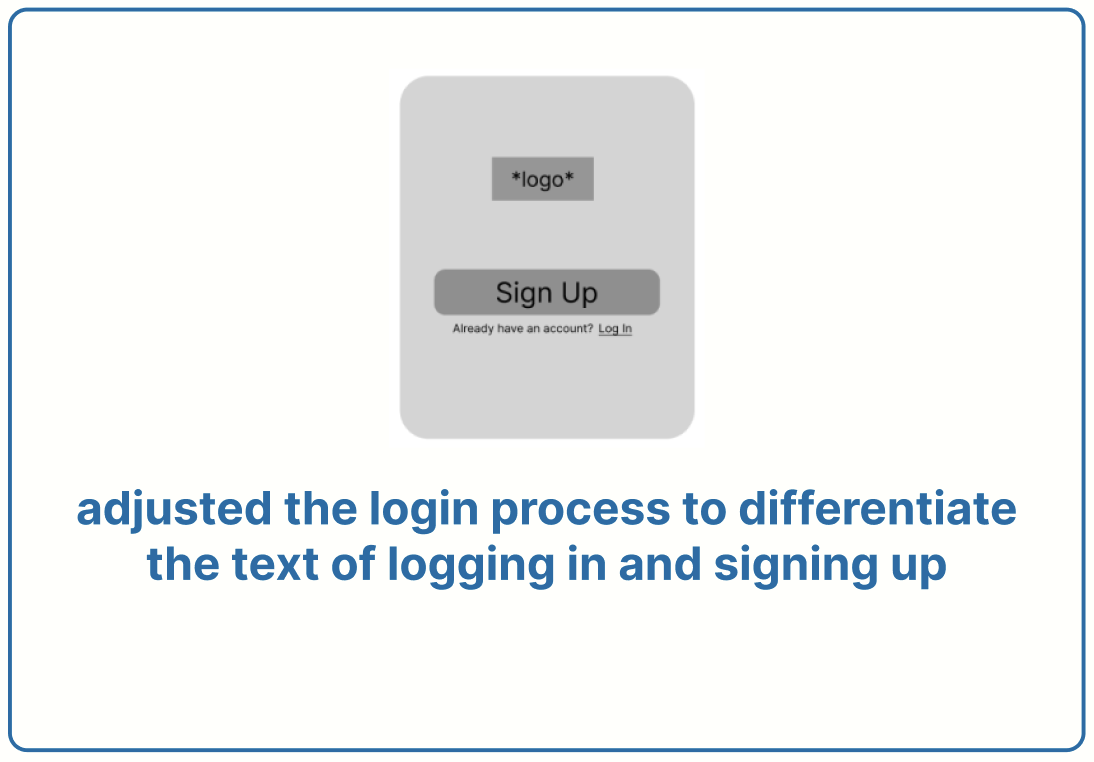 *logo*
Sign Up
Already have an account? Log In
adjusted the login process to differentiate
the text of logging in and signing up